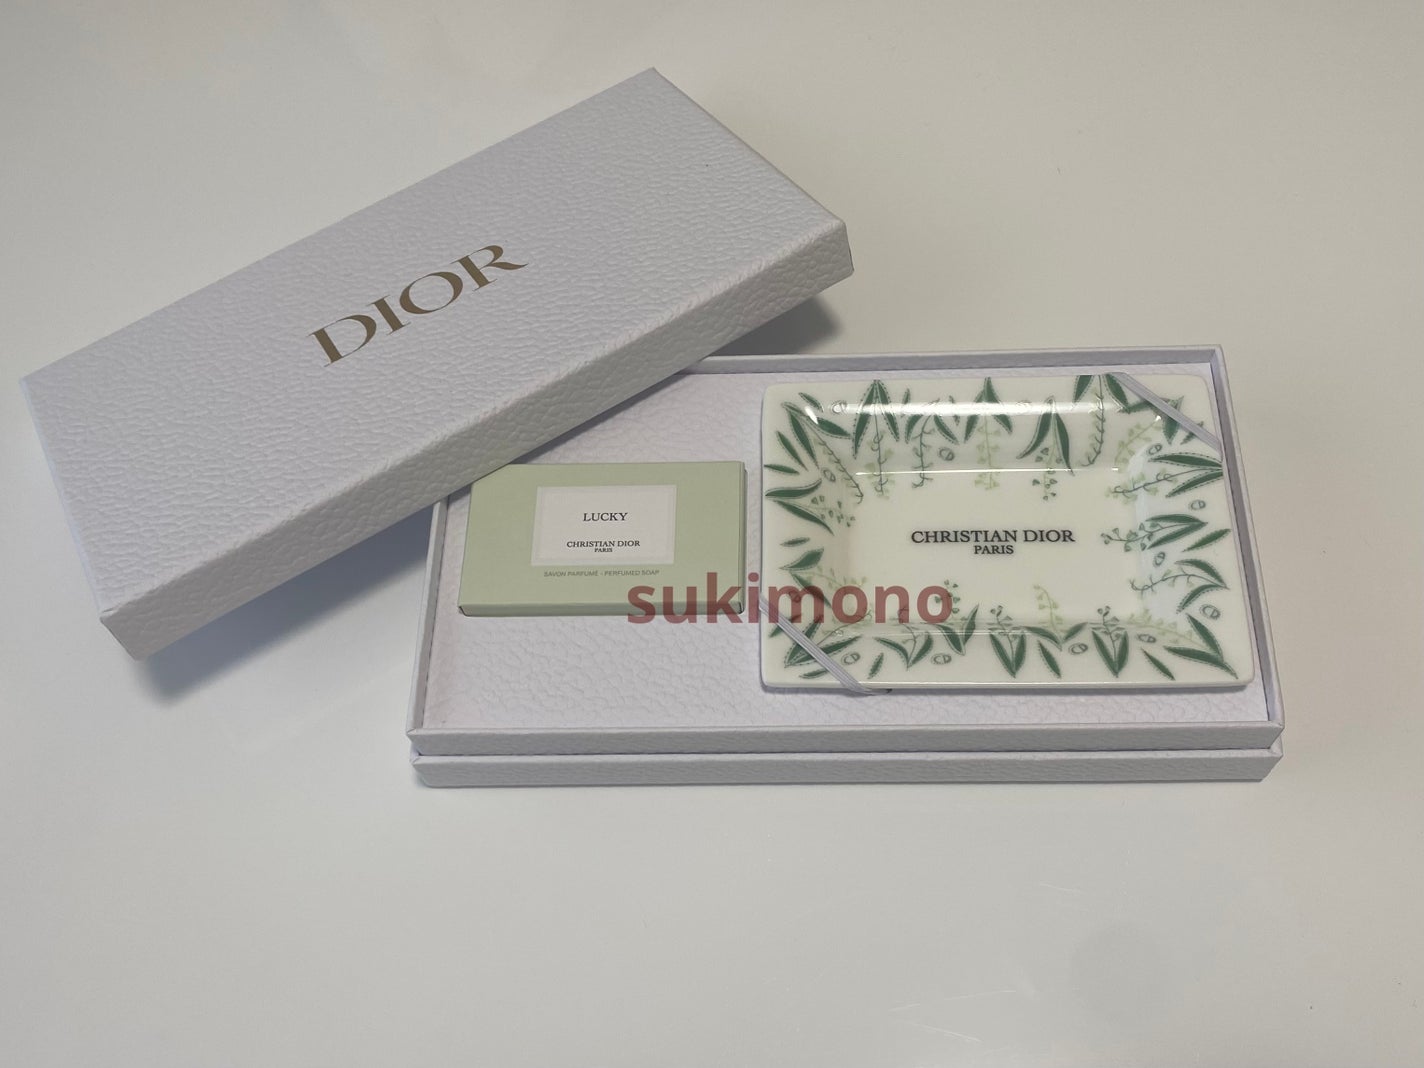 DIOR
LUCKY
CHRISTIAN DIOR
PARIS
SAVON PARFUMÉ - PERFUMED SOAP
CHRISTIAN DIOR
PARIS
sukimono